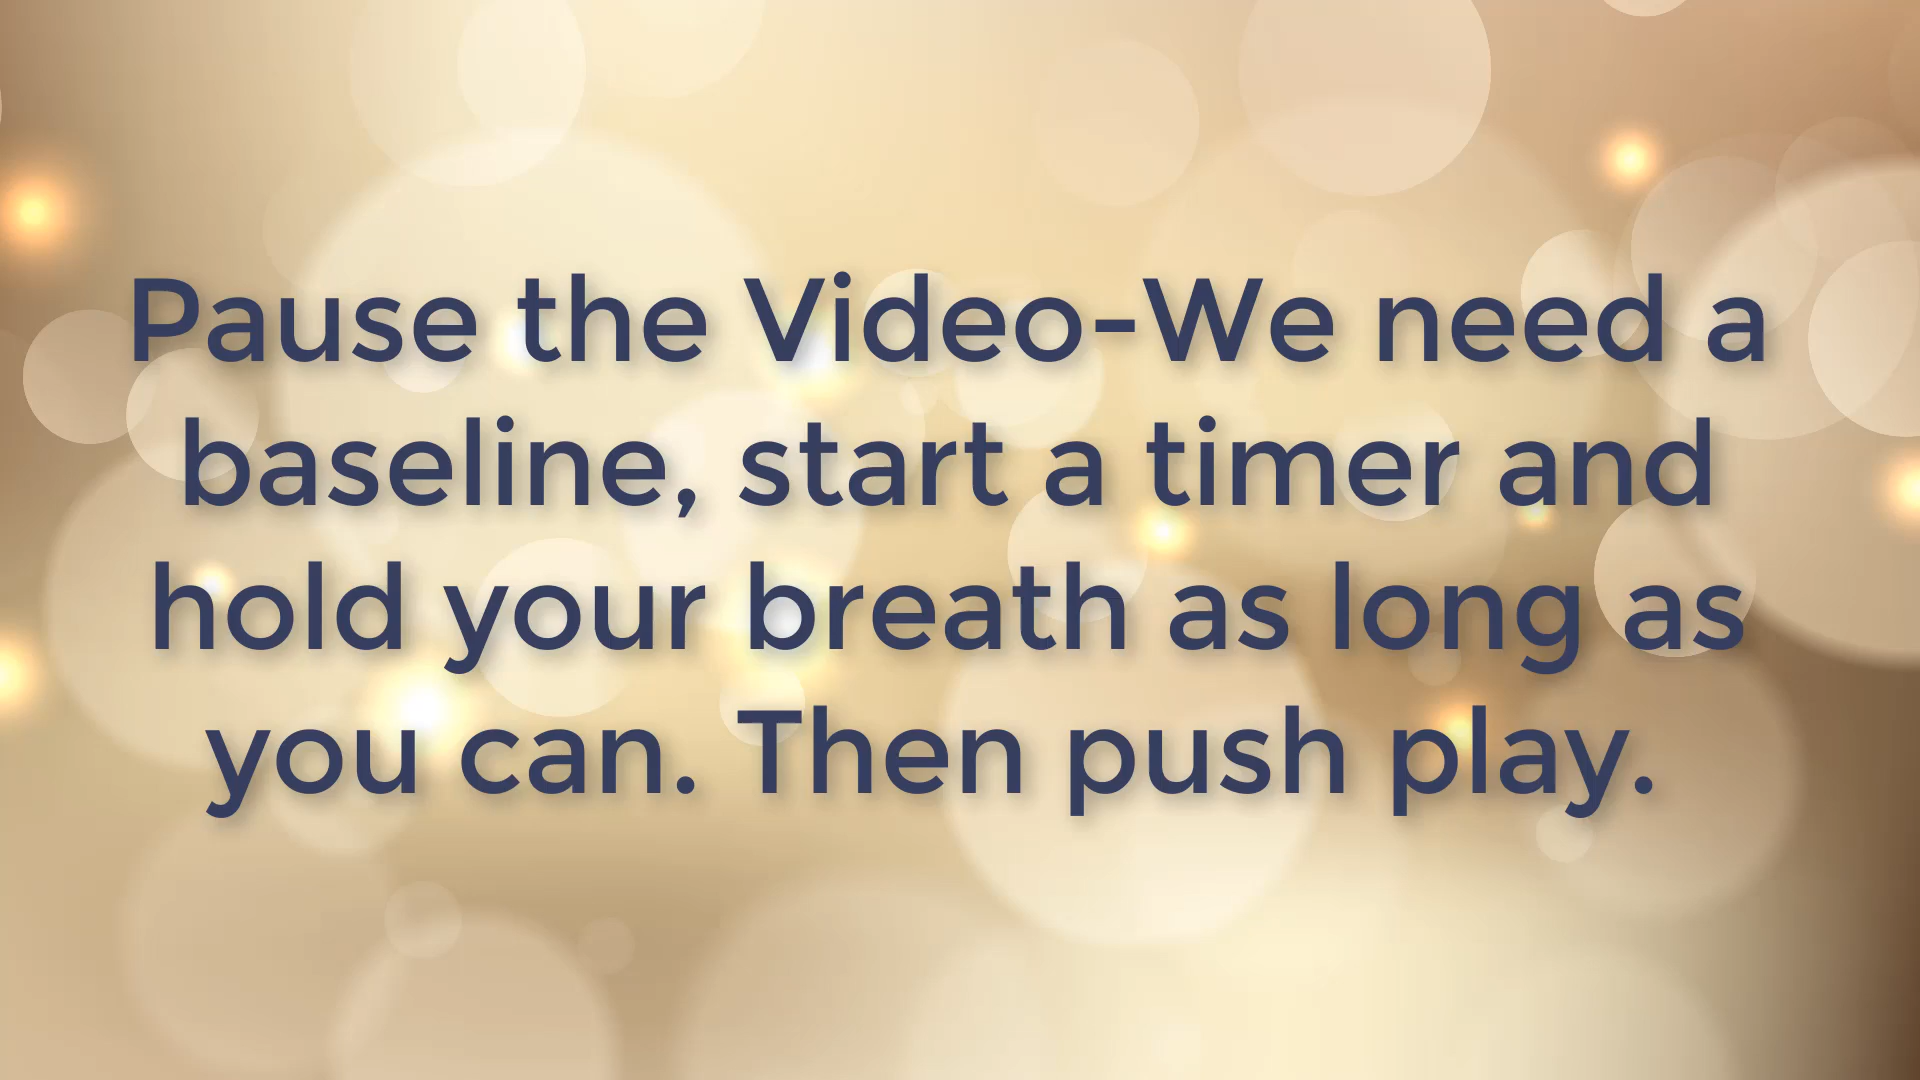 Pause the Video-We need a
baseline, start a timer and
hold your breath as long as
you can. Then push play.